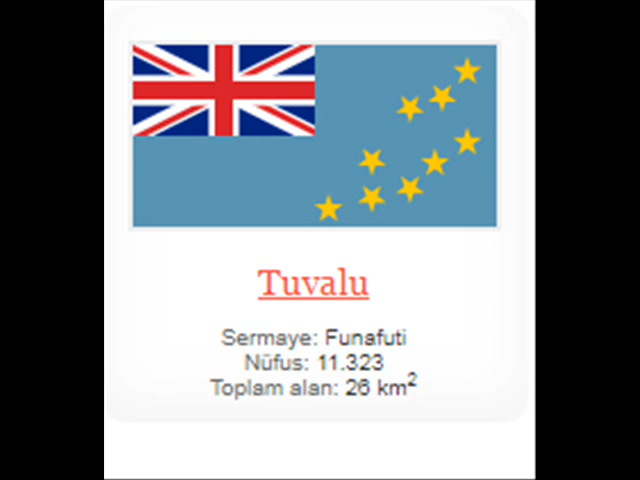 Tuvalu
Sermaye: Funafuti
Nüfus: 11.323
Toplam alan: 26 km²